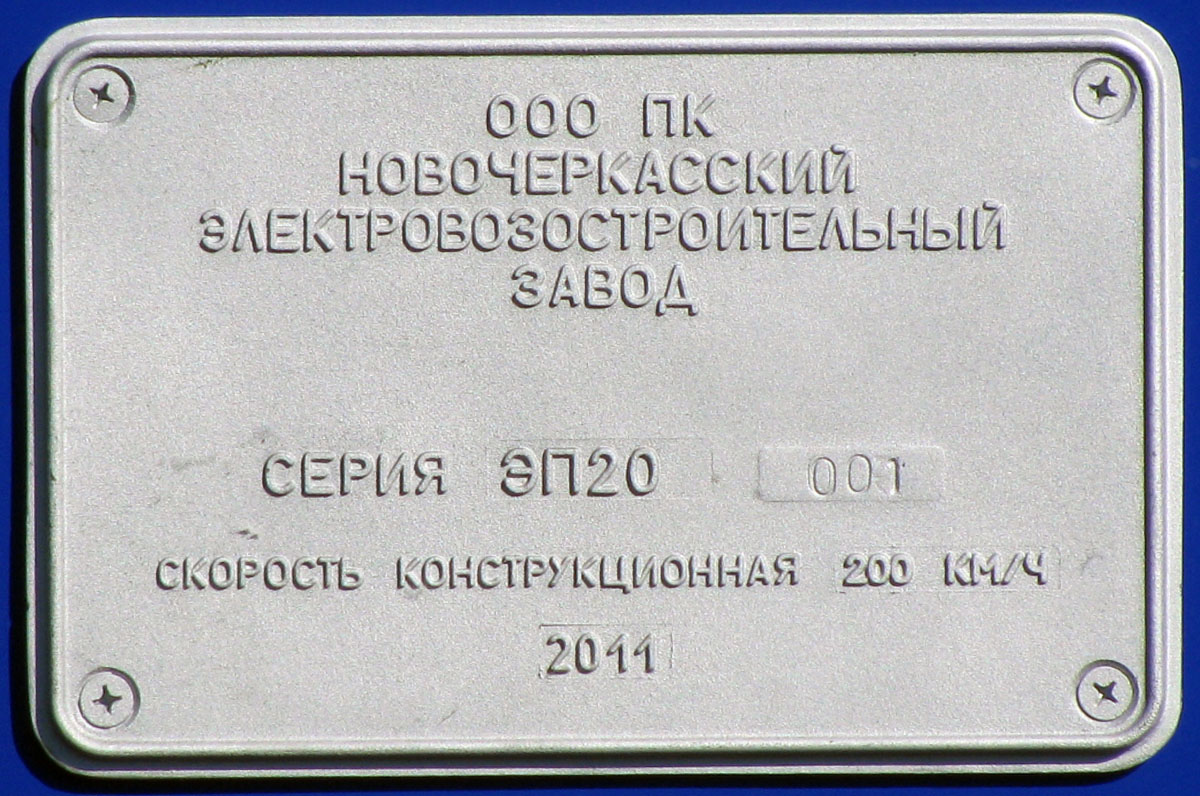 ООО ПК
НОВОЧЕРКАССКИЙ
ЭЛЕКТРОВОЗОСТРОИТЕЛЬНЫЙ
ЗАВОД
СЕРИЯ ЭП20 001
СКОРОСТЬ КОНСТРУКЦИОННАЯ 200 КМ/Ч
2011